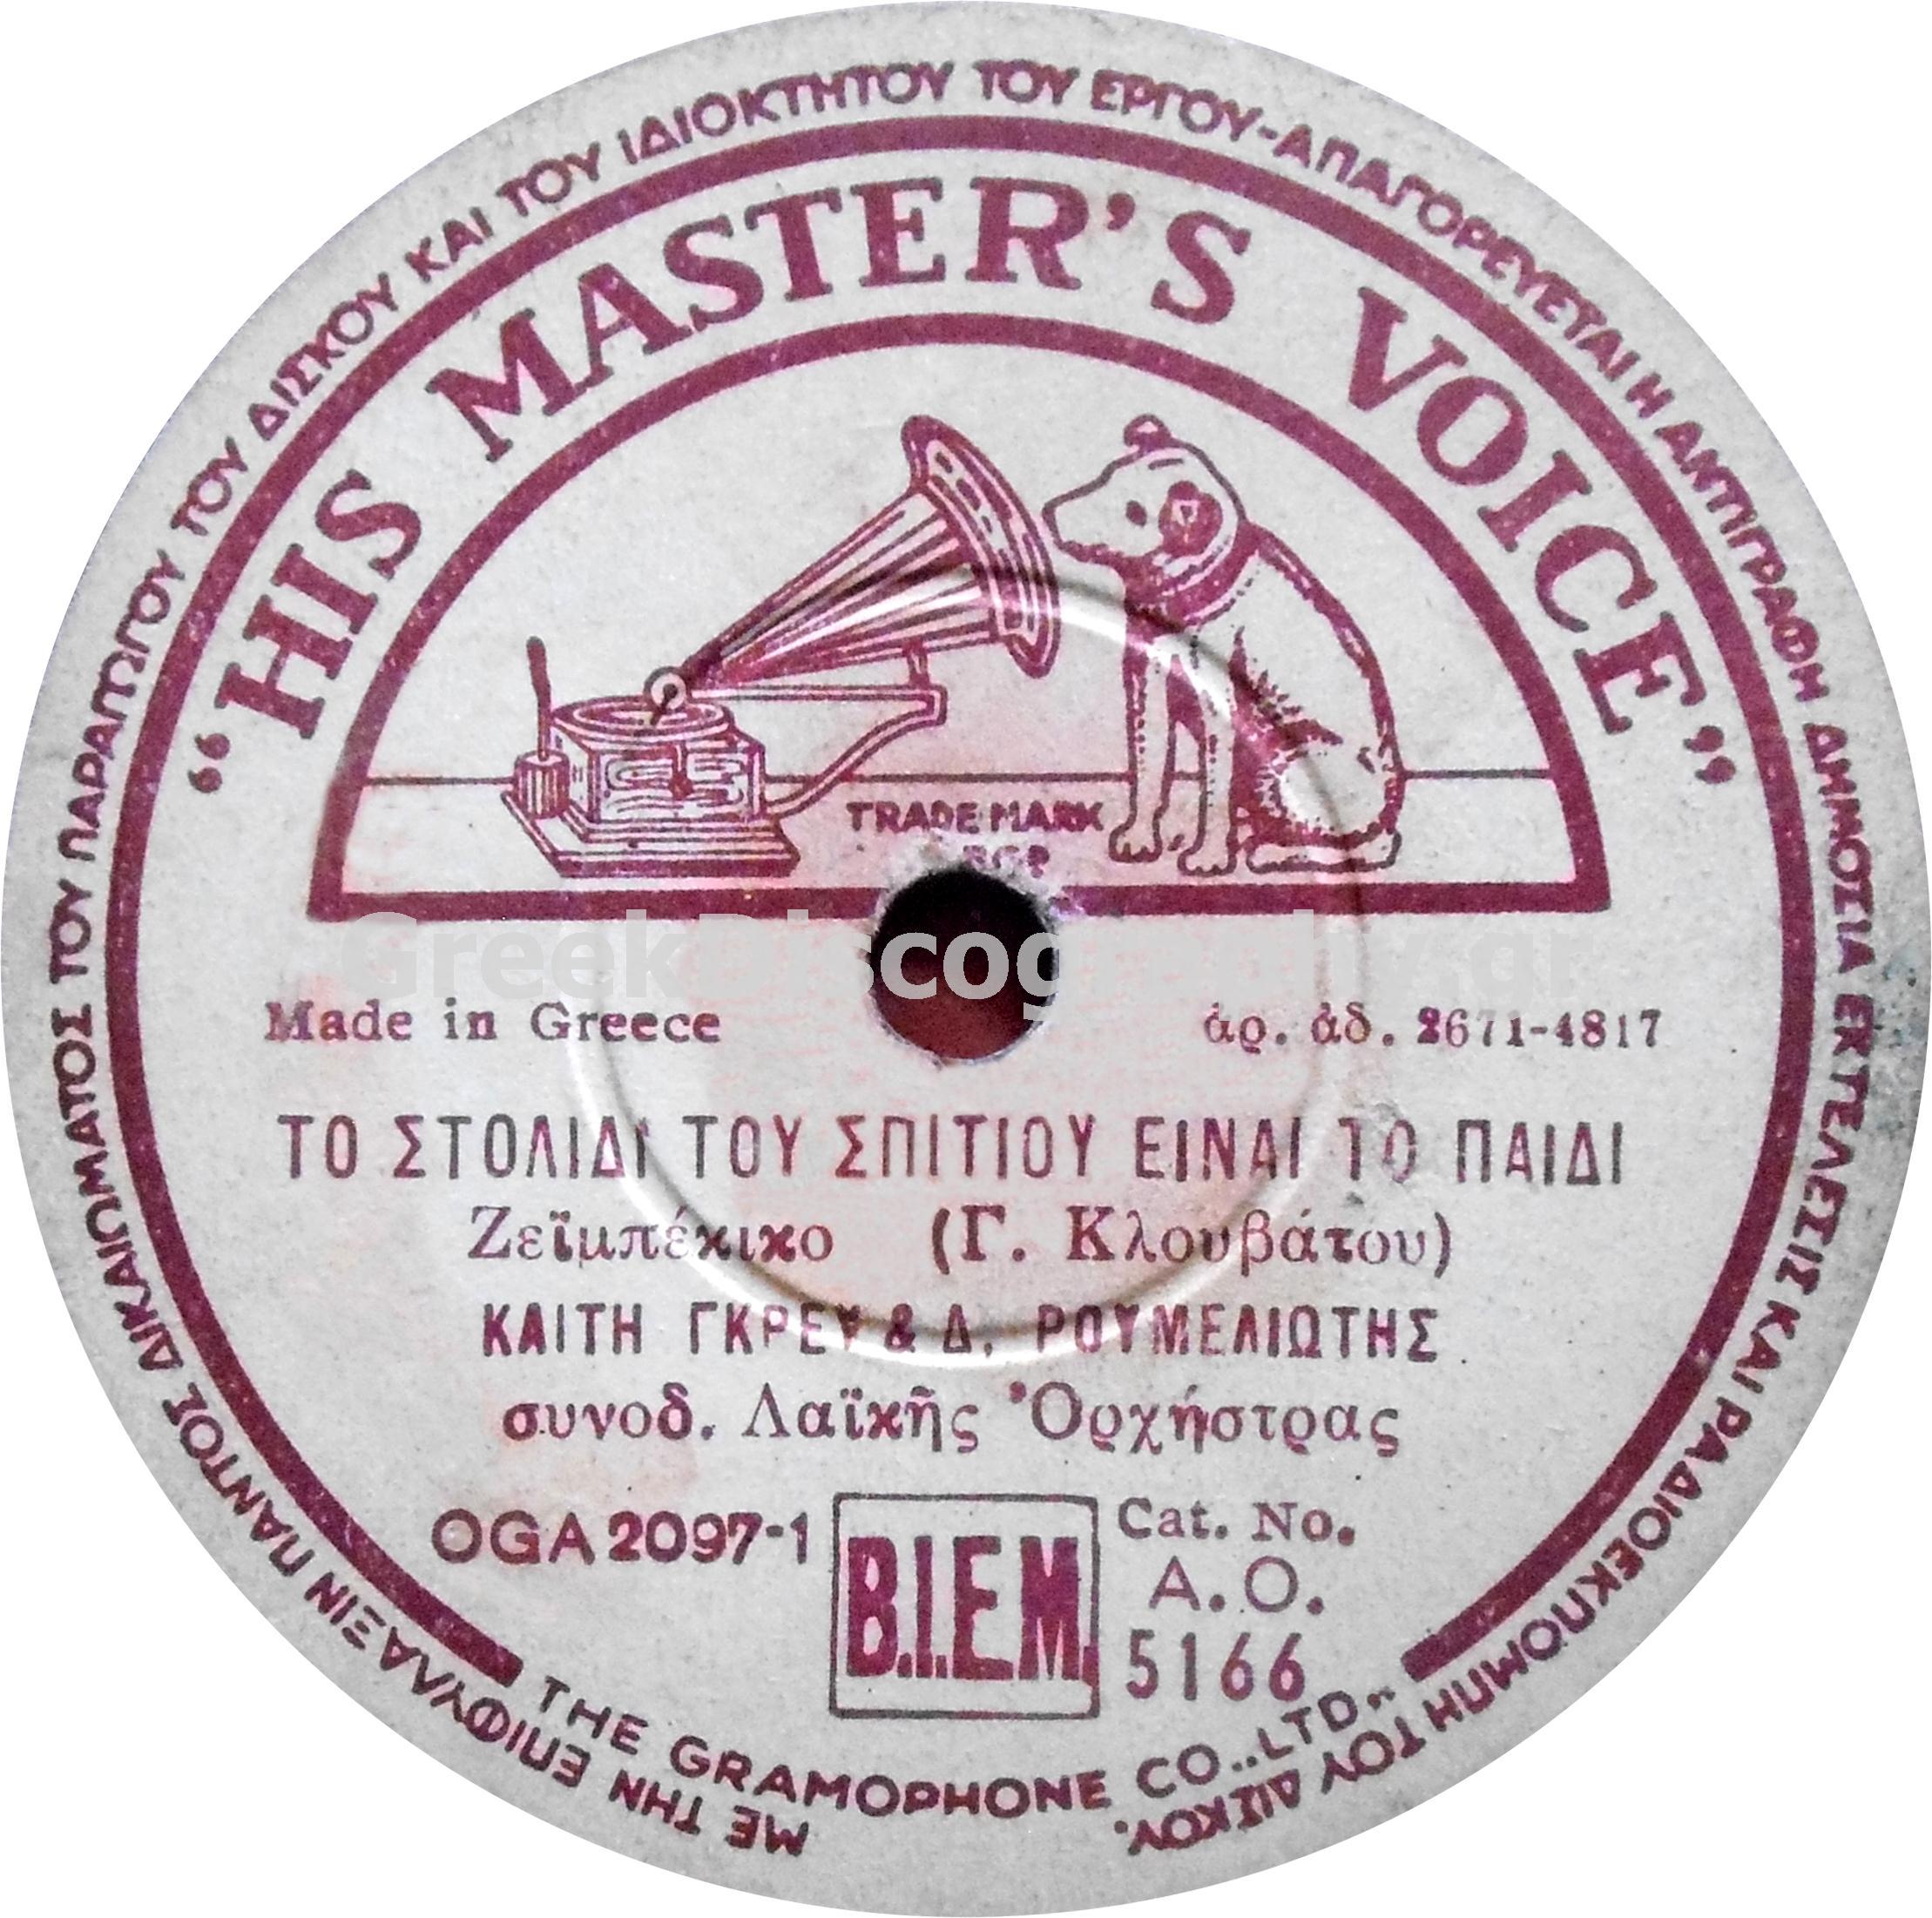 ΜΕ ΤΗΝ ΕΠΙΦΥΛΑΞΙΝ ΠΑΝΤΟΣ ΔΙΚΑΙΩΜΑΤΟΣ ΤΟΥ ΠΑΡΑΓΩΓΟΥ ΤΟΥ ΔΙΣΚΟΥ ΚΑΙ ΤΟΥ ΙΔΙΟΚΤΗΤΟΥ ΤΟΥ ΕΡΓΟΥ-ΑΠΑΓΟΡΕΥΕΤΑΙ Η ΑΝΤΙΓΡΑΦΗ ΔΗΜΟΣΙΑ ΕΚΤΕΛΕΣΙΣ ΚΑΙ ΡΑΔΙΟΕΚΠΟΜΠΗ ΤΟΥ ΔΙΣΚΟΥ.
“HIS MASTER’S VOICE”
TRADE MARK
GreekDiscography.gr
Made in Greece
ἀρ. ἀδ. 2671-4817
ΤΟ ΣΤΟΛΙΔΙ ΤΟΥ ΣΠΙΤΙΟΥ ΕΙΝΑΙ ΤΟ ΠΑΙΔΙ
Ζεϊμπέκικο (Γ. Κλουβάτου)
ΚΑΙΤΗ ΓΚΡΕΥ & Δ. ΡΟΥΜΕΛΙΩΤΗΣ
συνοδ. Λαϊκῆς Ὀρχήστρας
OGA 2097-1
B.I.E.M.
Cat. No.
A.O.
5166
THE GRAMOPHONE CO., LTD.,